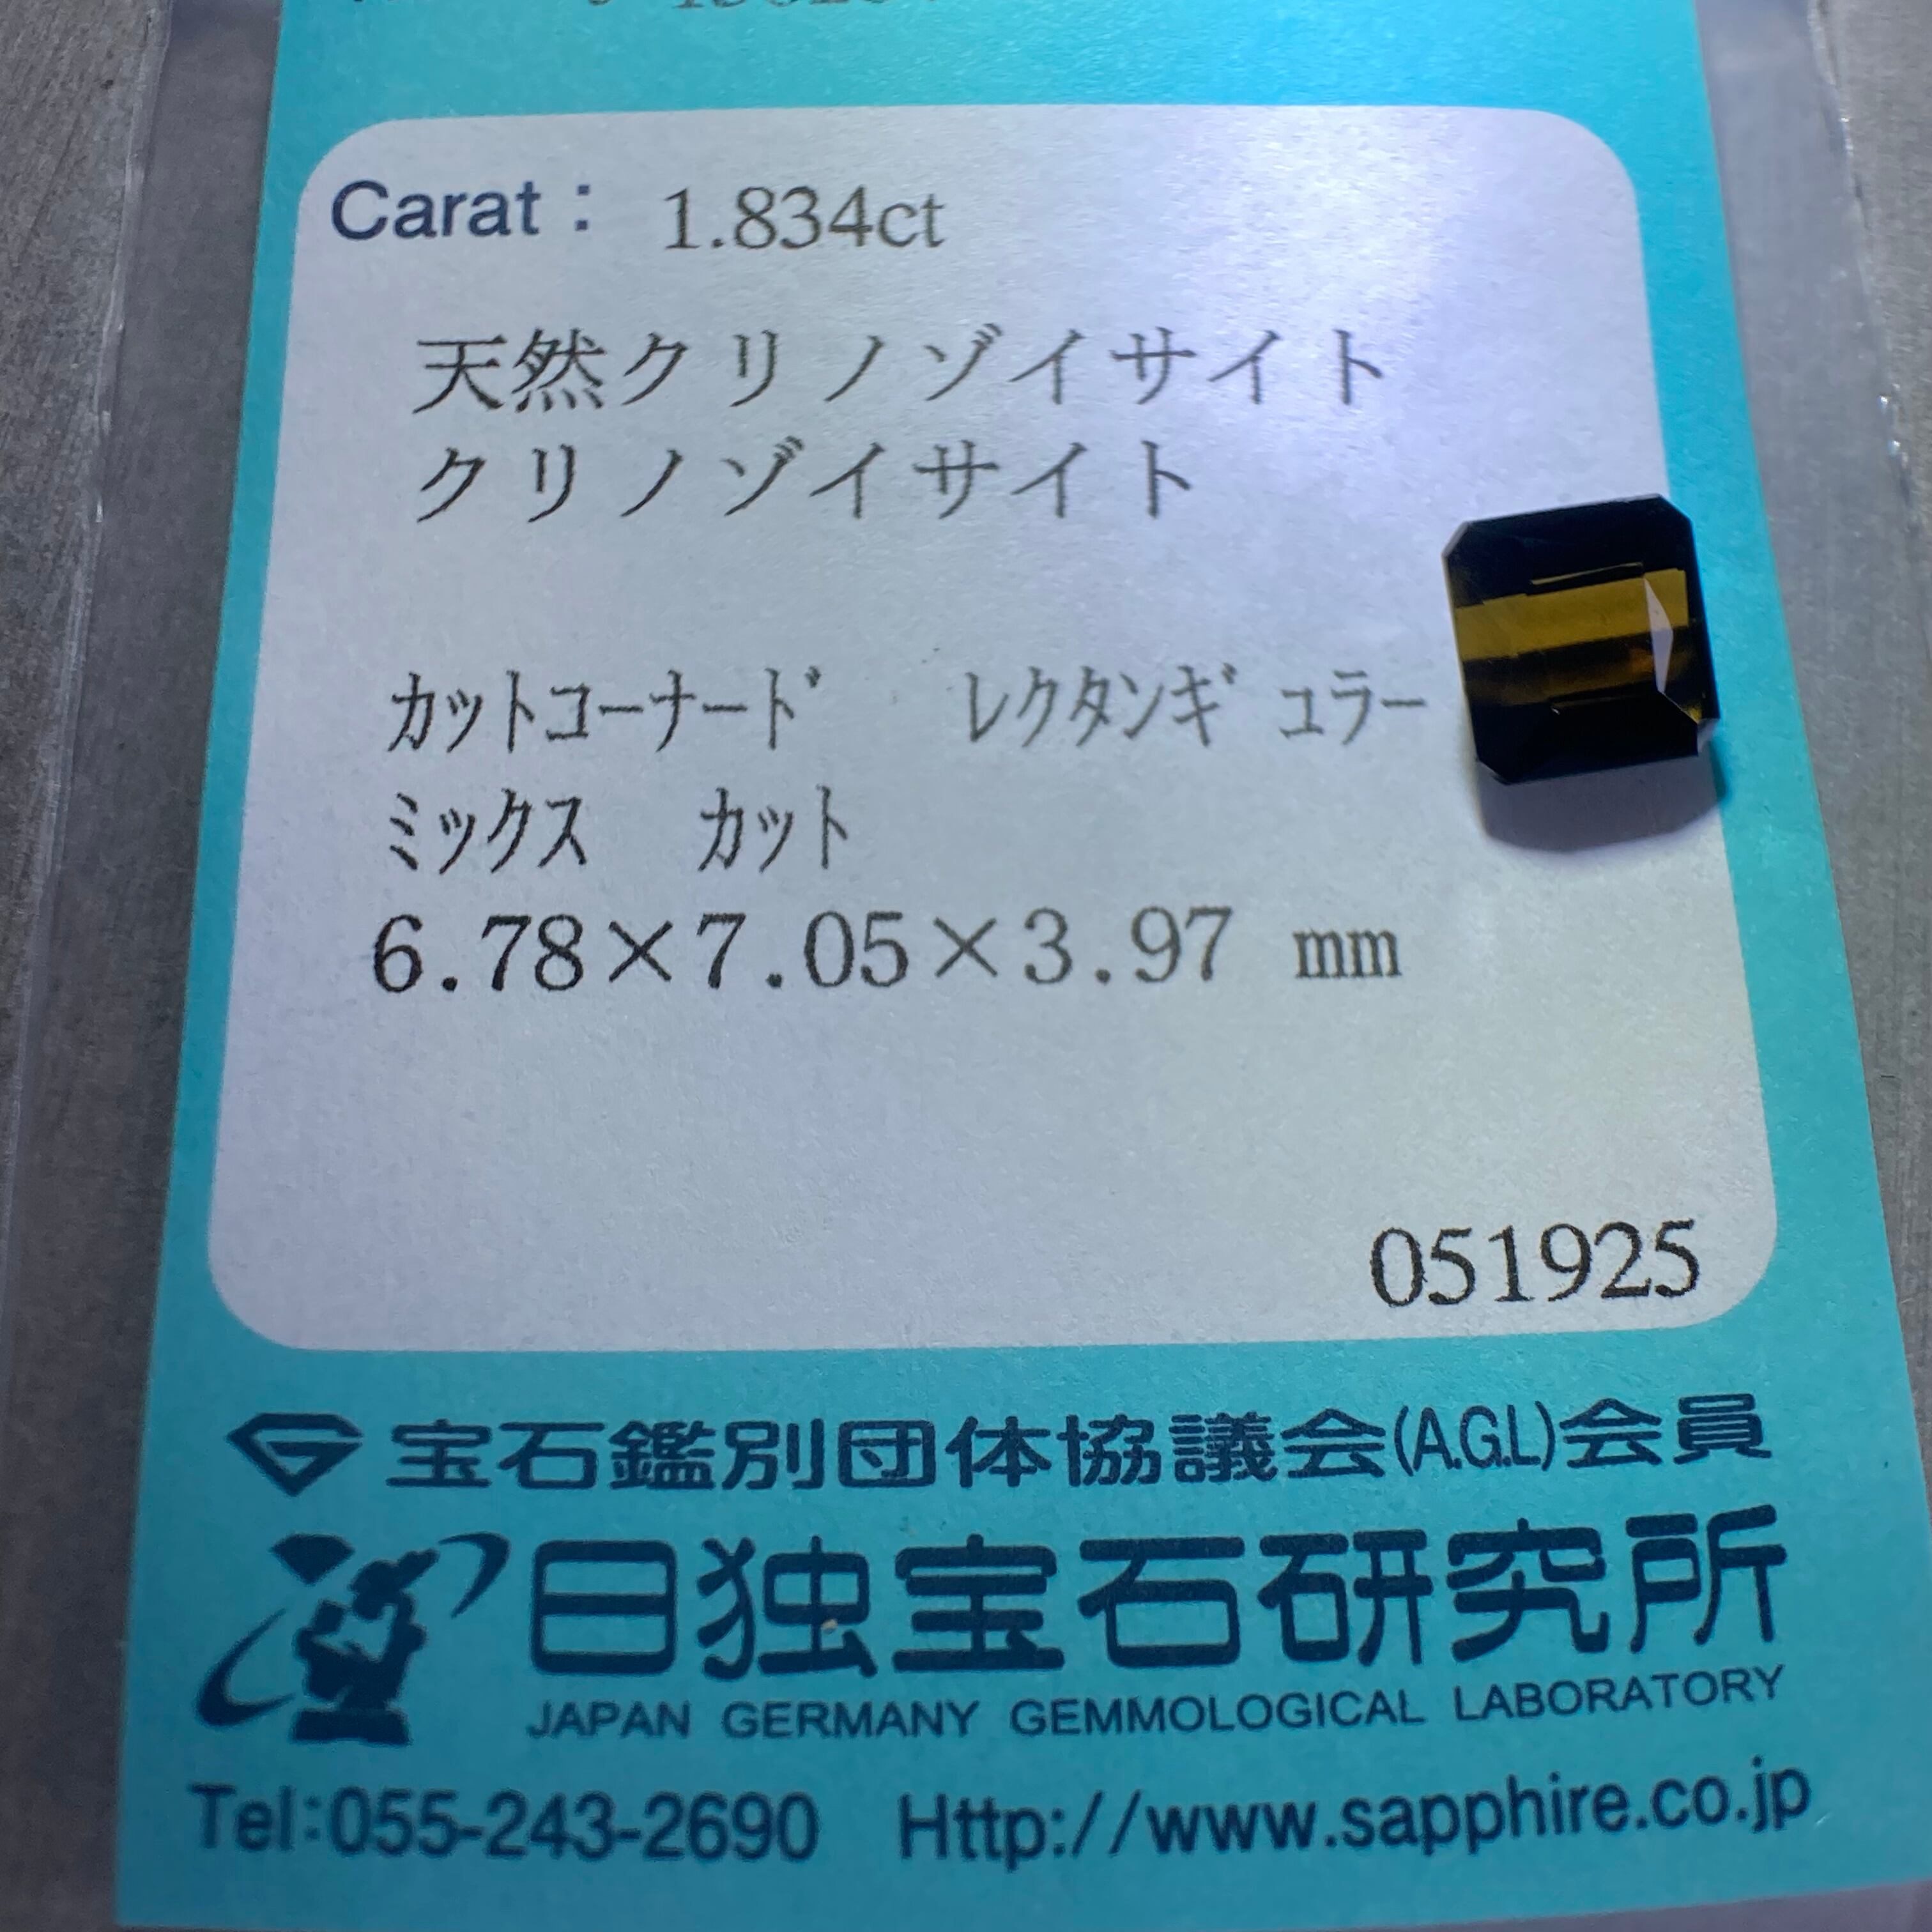 Carat : 1.834ct
天然クリノゾイサイト
クリノゾイサイト
ｶｯﾄｺｰﾅｰﾄﾞ ﾚｸﾀﾝｷﾞｭﾗｰ
ﾐｯｸｽ ｶｯﾄ
6.78×7.05×3.97 mm
051925
宝石鑑別団体協議会(A.G.L)会員
日独宝石研究所
JAPAN GERMANY GEMMOLOGICAL LABORATORY
Tel:055-243-2690 Http://www.sapphire.co.jp